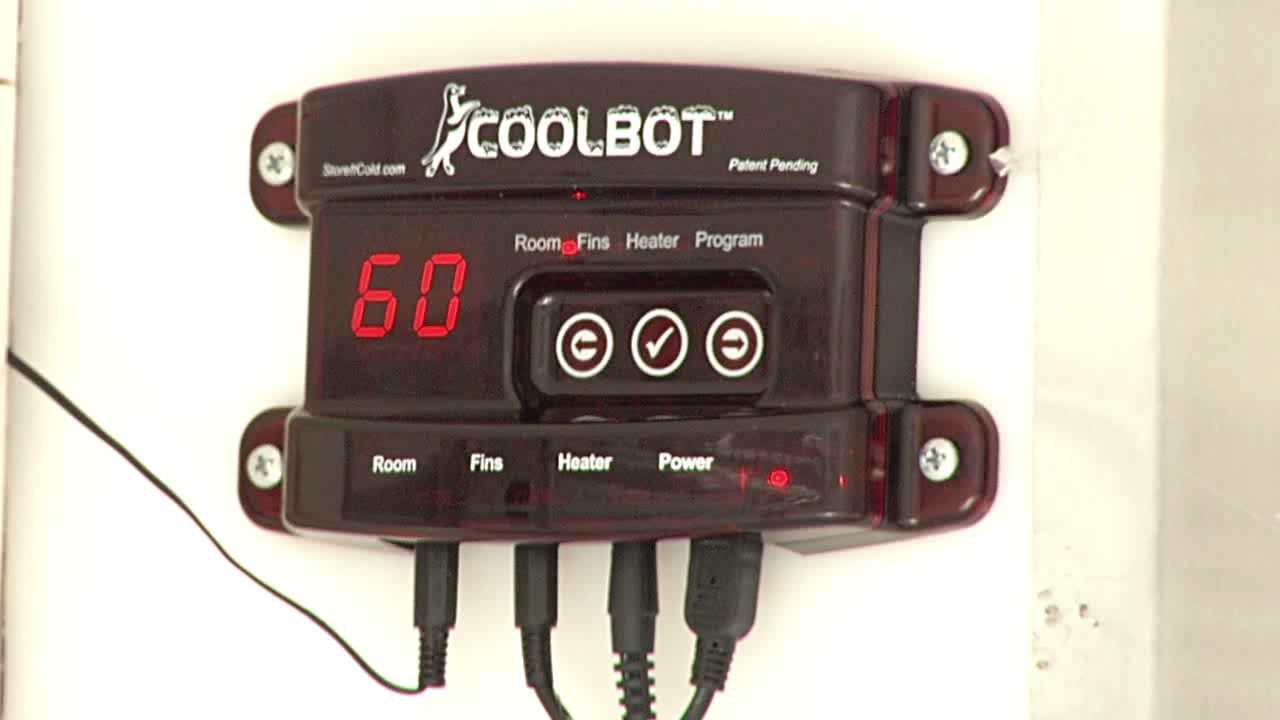 COOLBOT™
StoreItCold.com
Patent Pending
Room Fins Heater Program
60
Room Fins Heater Power